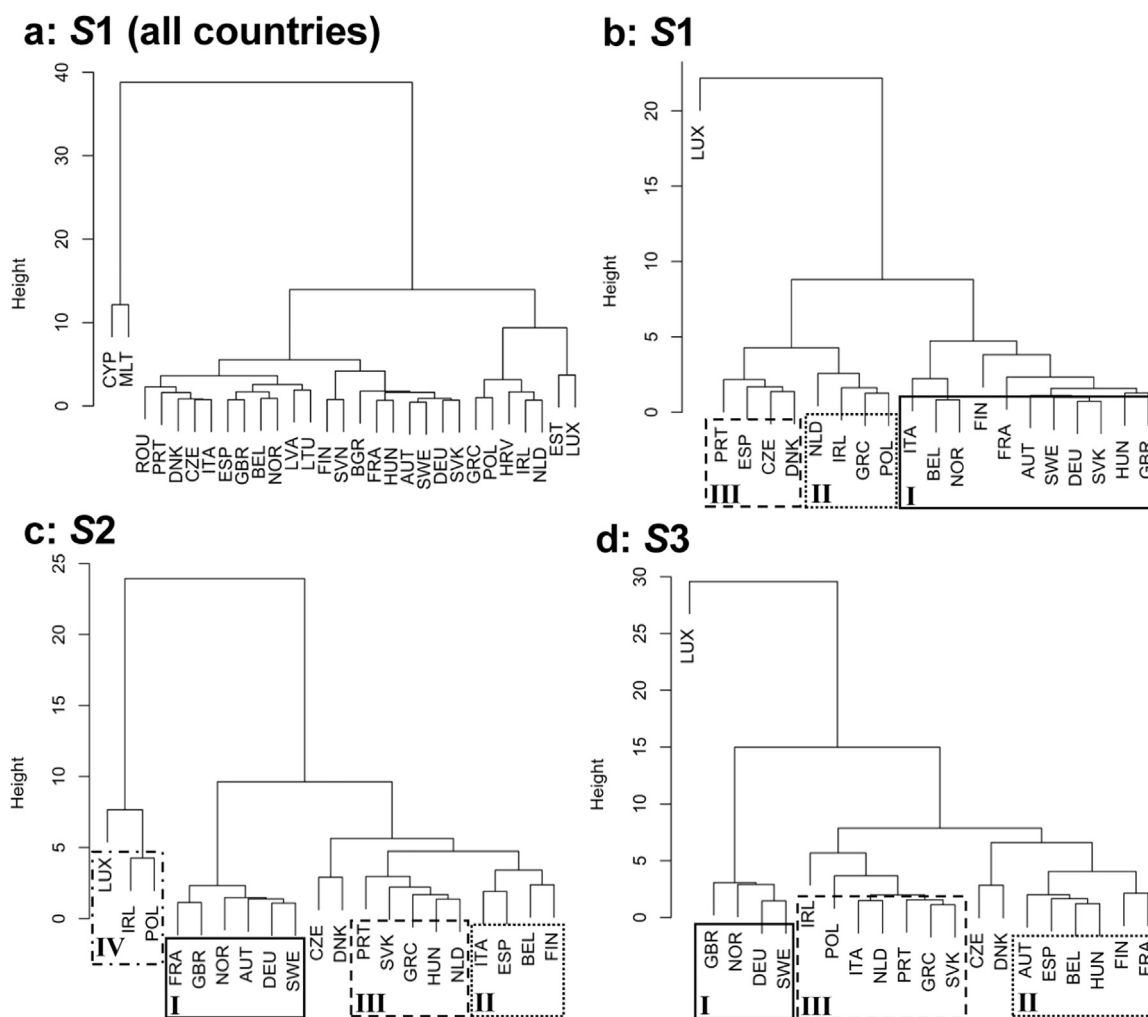 a: S1 (all countries)
40
30
20
10
0
Height
CYP
MLT
ROU
PRT
DNK
CZE
ITA
ESP
GBR
BEL
NOR
LVA
LTU
FIN
SVN
BGR
FRA
HUN
AUT
SWE
DEU
SVK
GRC
POL
HRV
IRL
NLD
EST
LUX
b: S1
20
15
10
5
0
Height
LUX
PRT
ESP
CZE
DNK
III
NLD
IRL
GRC
POL
II
ITA
BEL
NOR
FIN
FRA
AUT
SWE
DEU
SVK
HUN
GBR
I
c: S2
25
20
15
10
5
0
Height
LUX
IRL
POL
IV
FRA
GBR
NOR
AUT
DEU
SWE
I
CZE
DNK
PRT
SVK
GRC
HUN
NLD
III
ITA
ESP
BEL
FIN
II
d: S3
30
25
20
15
10
5
0
Height
LUX
GBR
NOR
DEU
SWE
I
IRL
POL
ITA
NLD
PRT
GRC
SVK
III
CZE
DNK
AUT
ESP
BEL
HUN
FIN
FRA
II